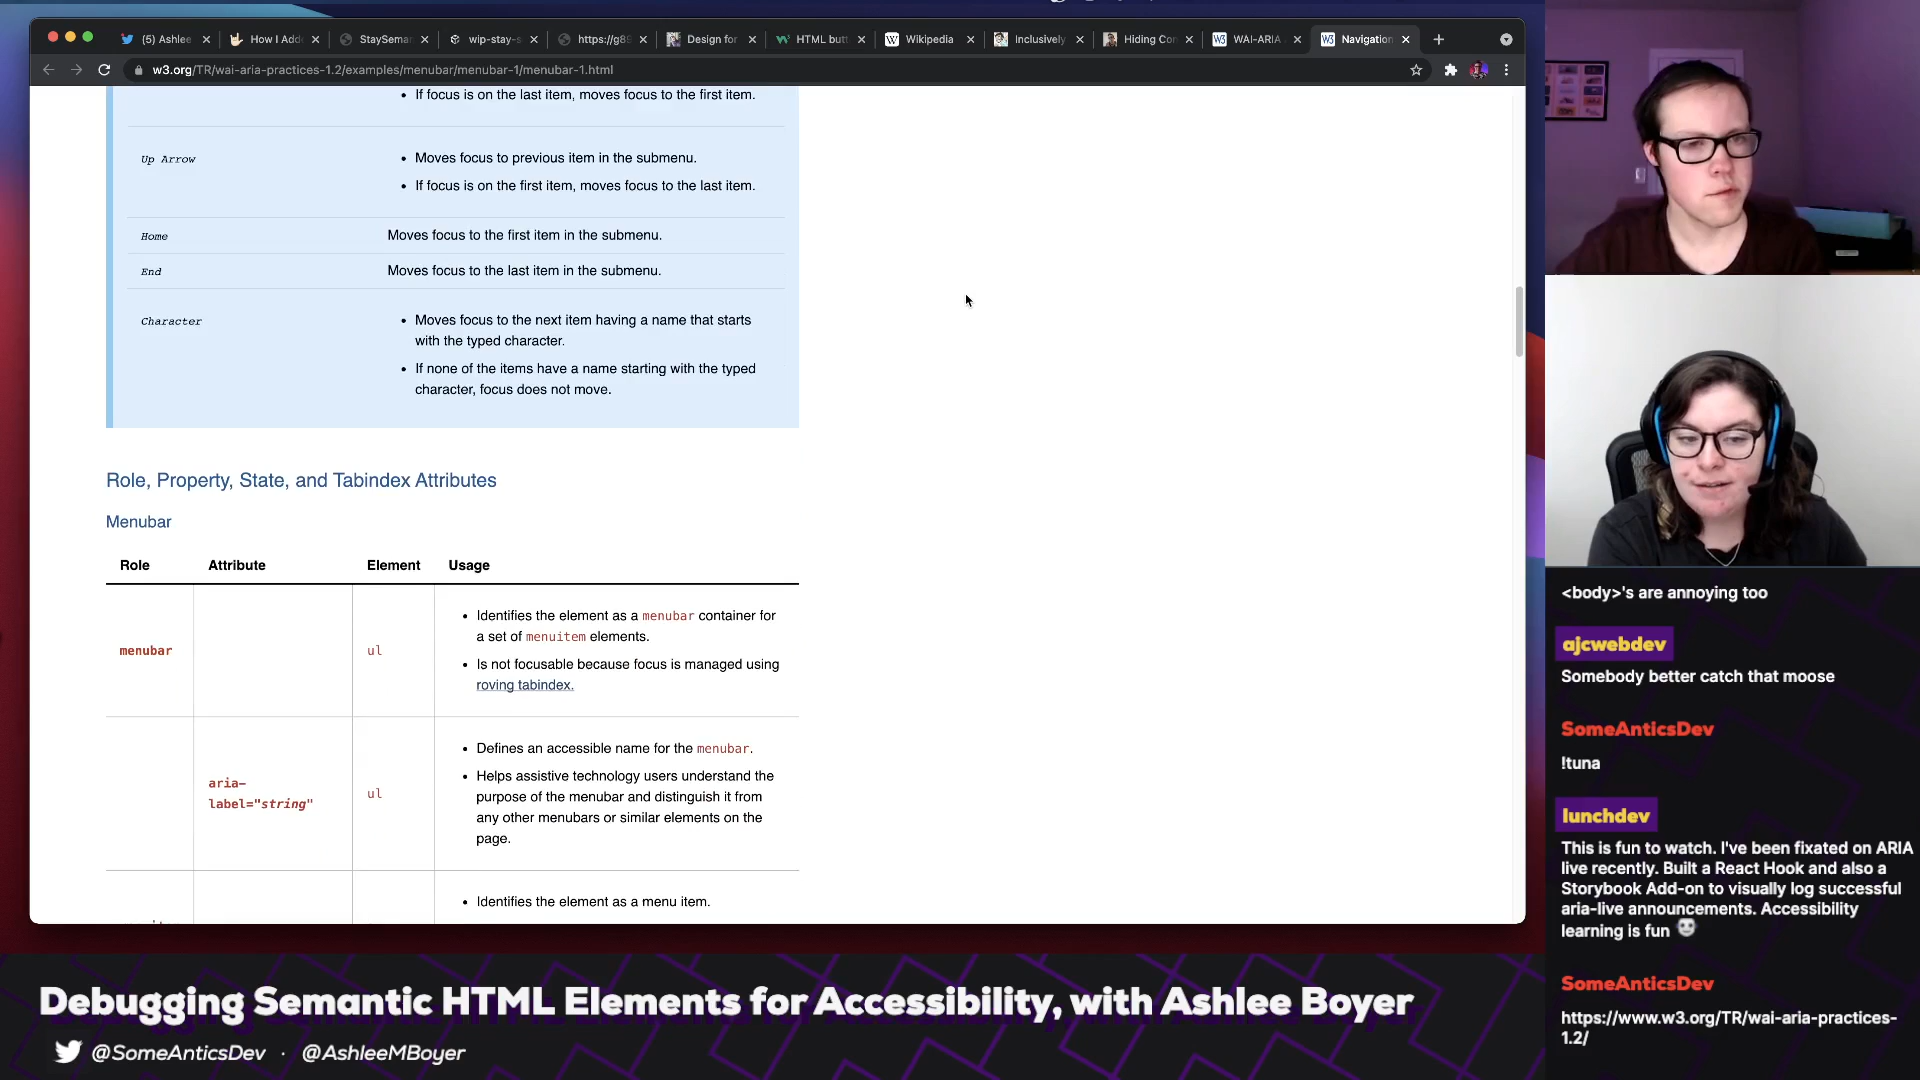 (5) Ashlee
How I Add
StaySeman
wip-stay-s
https://g8
Design for
HTML butt
Wikipedia
Inclusively
Hiding Con
WAI-ARIA
Navigation
w3.org/TR/wai-aria-practices-1.2/examples/menubar/menubar-1/menubar-1.html
• If focus is on the last item, moves focus to the first item.
Up Arrow
• Moves focus to previous item in the submenu.
• If focus is on the first item, moves focus to the last item.
Home
Moves focus to the first item in the submenu.
End
Moves focus to the last item in the submenu.
Character
• Moves focus to the next item having a name that starts
with the typed character.
• If none of the items have a name starting with the typed
character, focus does not move.
Role, Property, State, and Tabindex Attributes
Menubar
Role Attribute Element Usage
menubar
ul
• Identifies the element as a menubar container for
a set of menuitem elements.
• Is not focusable because focus is managed using
roving tabindex.
aria-
label="string"
ul
• Defines an accessible name for the menubar.
• Helps assistive technology users understand the
purpose of the menubar and distinguish it from
any other menubars or similar elements on the
page.
• Identifies the element as a menu item.
<body>'s are annoying too
ajcwebdev
Somebody better catch that moose
SomeAnticsDev
!tuna
lunchdev
This is fun to watch. I've been fixated on ARIA
live recently. Built a React Hook and also a
Storybook Add-on to visually log successful
aria-live announcements. Accessibility
learning is fun
SomeAnticsDev
https://www.w3.org/TR/wai-aria-practices-
1.2/
Debugging Semantic HTML Elements for Accessibility, with Ashlee Boyer
@SomeAnticsDev · @AshleeMBoyer